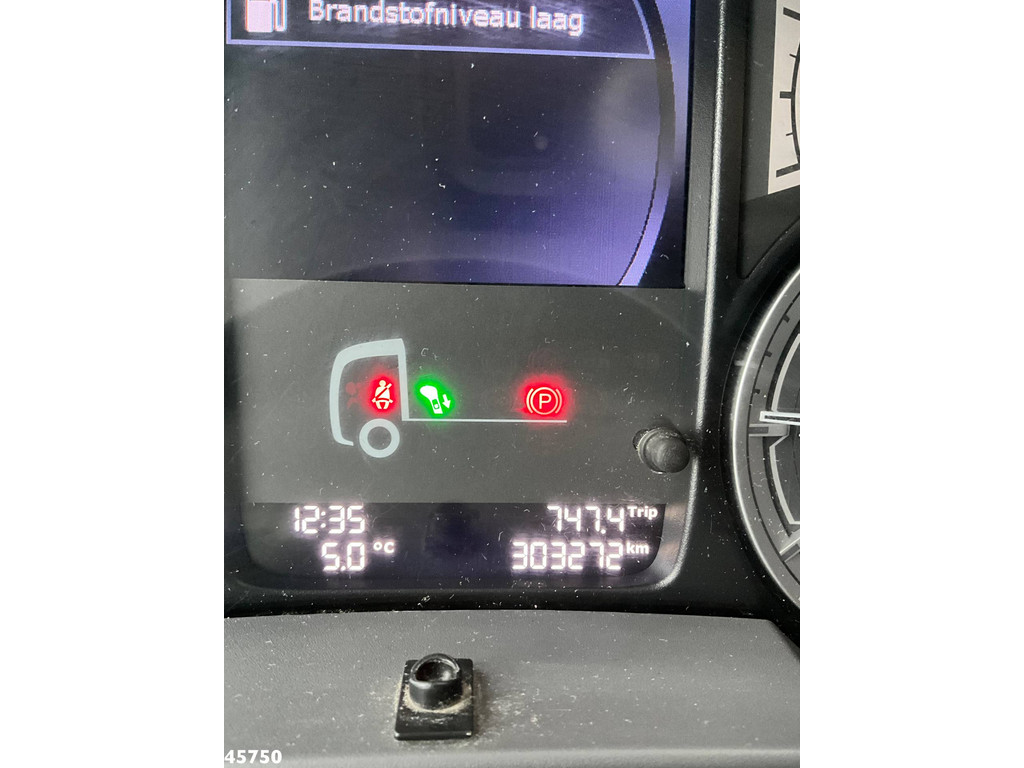 Brandstofniveau laag
P
12:35 747.4 Trip
5.0 °C 303272 km
45750